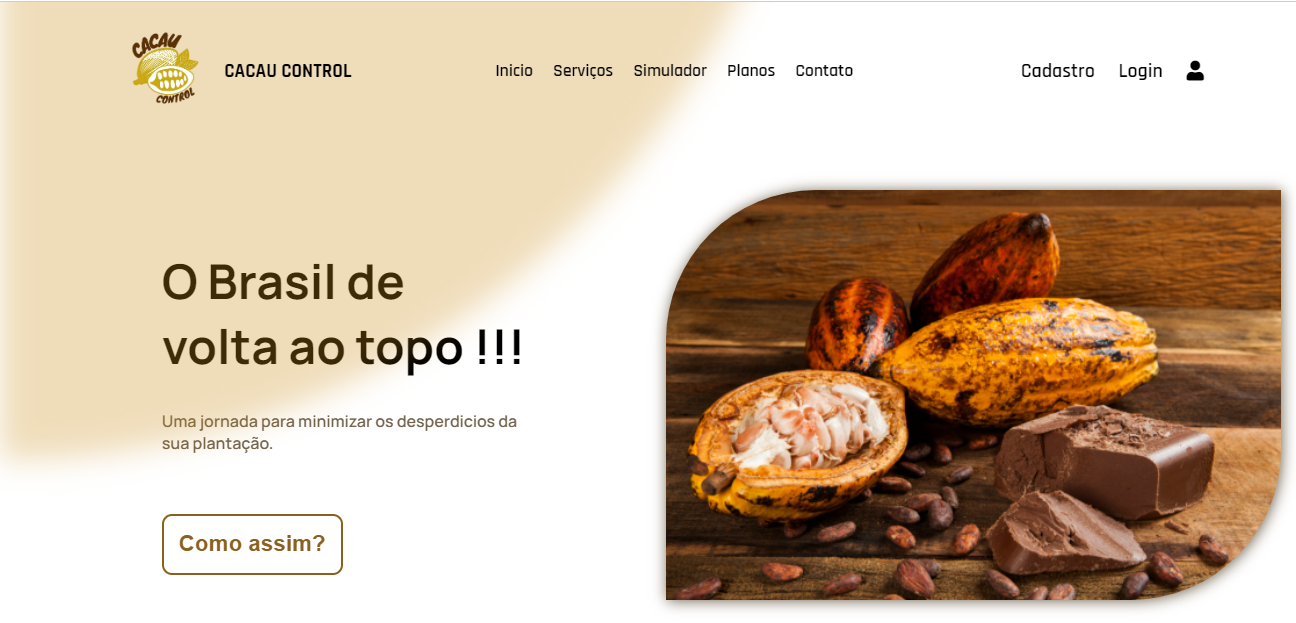 CACAU
CONTROL
CACAU CONTROL
Inicio Serviços Simulador Planos Contato
Cadastro Login
O Brasil de
volta ao topo !!!
Uma jornada para minimizar os desperdicios da
sua plantação.
Como assim?